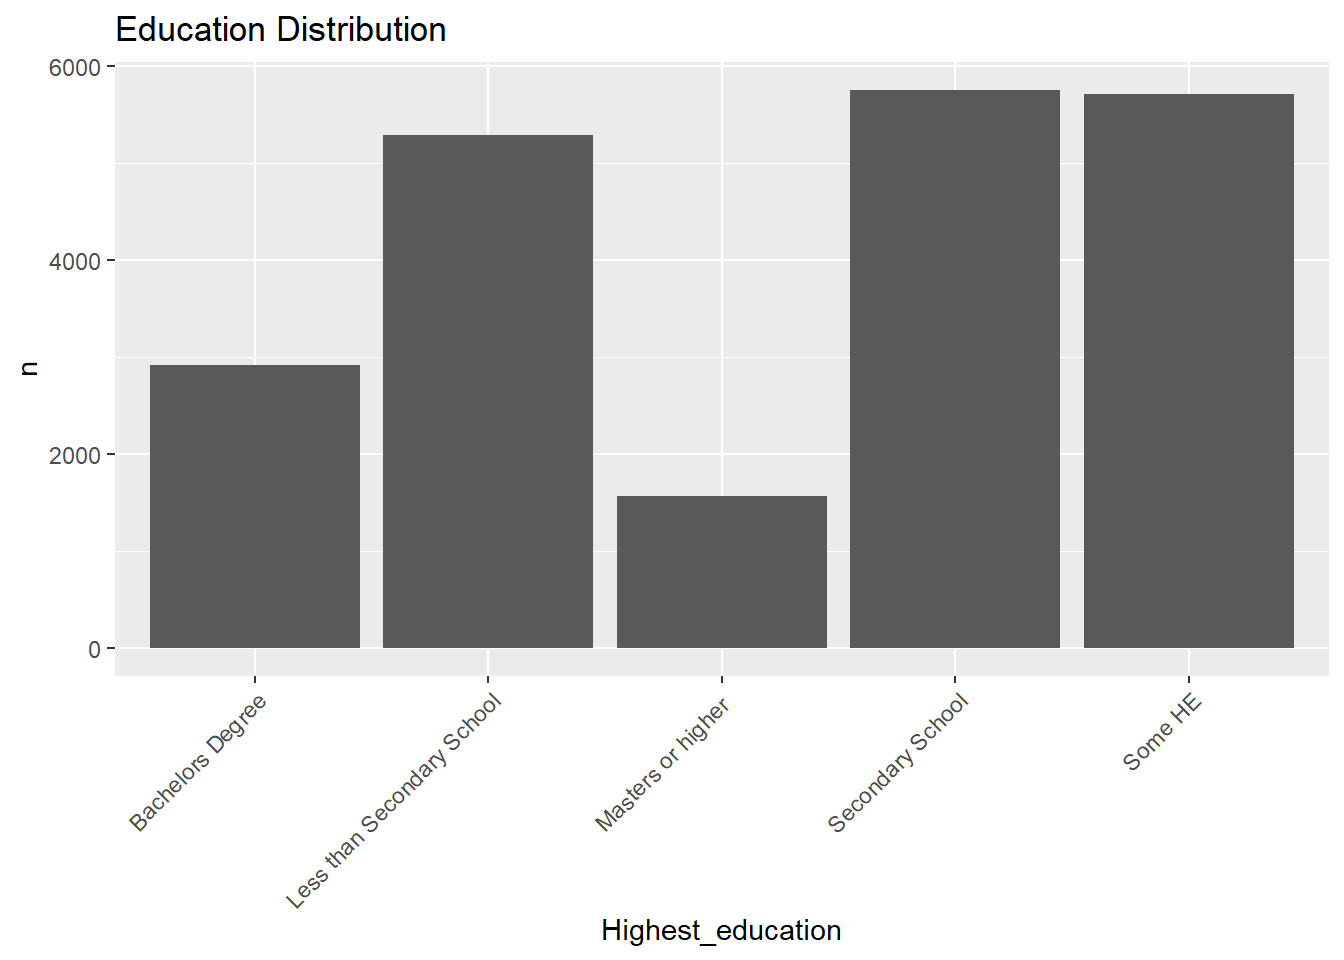 Education Distribution
6000
4000
2000
0
n
Bachelors Degree
Less than Secondary School
Masters or higher
Secondary School
Some HE
Highest_education